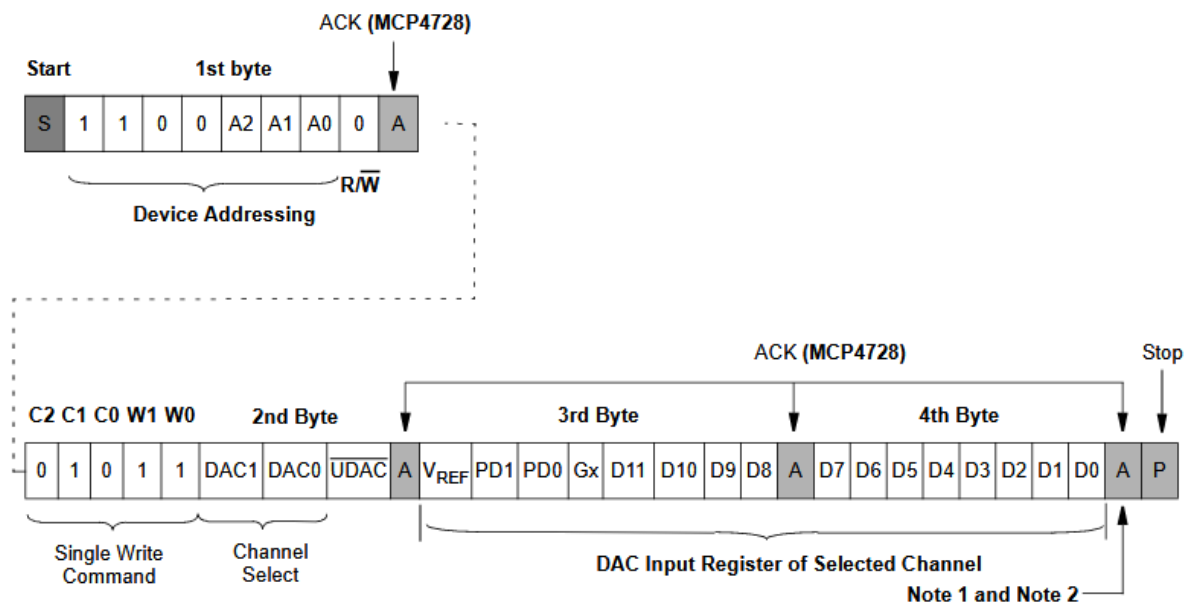 ACK (MCP4728)
Start 1st byte
S 1 1 0 0 A2 A1 A0 0 A
R/W
Device Addressing
ACK (MCP4728) Stop
C2 C1 C0 W1 W0 2nd Byte 3rd Byte 4th Byte
0 1 0 1 1 DAC1 DAC0 UDAC A VREF PD1 PD0 Gx D11 D10 D9 D8 A D7 D6 D5 D4 D3 D2 D1 D0 A P
Single Write Channel
Command Select
DAC Input Register of Selected Channel
Note 1 and Note 2